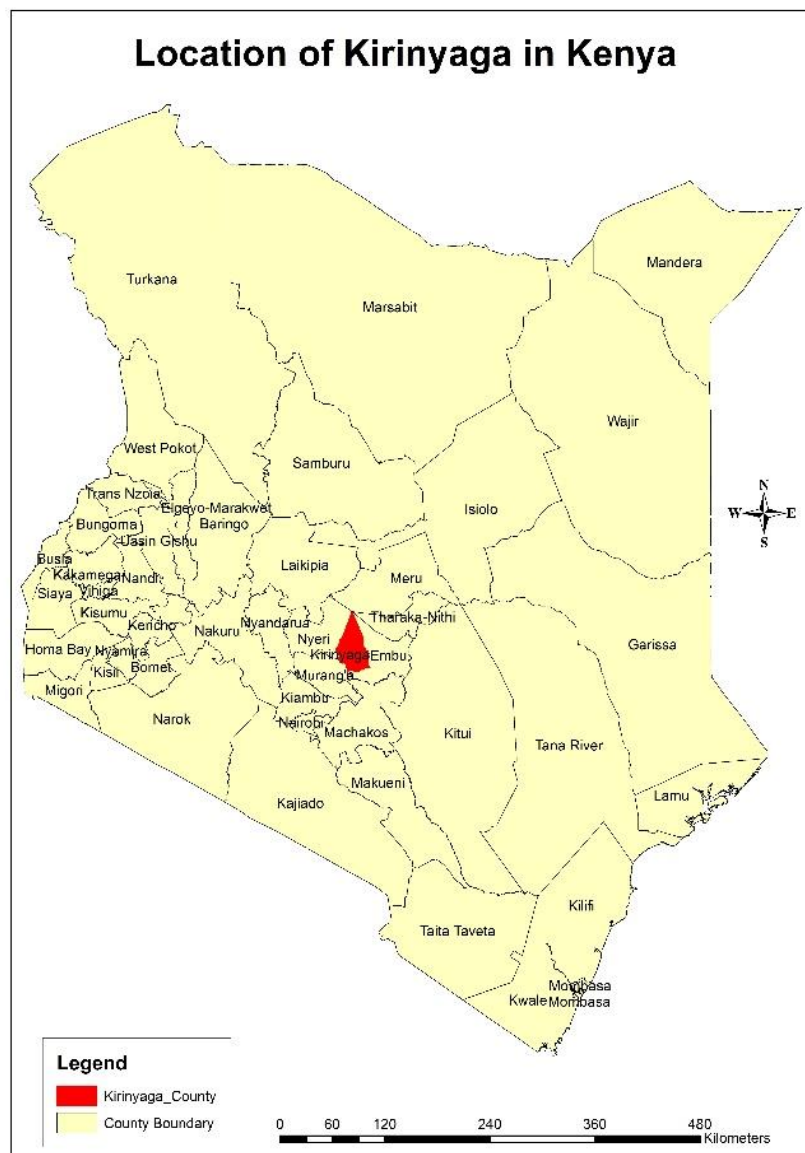 Location of Kirinyaga in Kenya
Mandera
Turkana
Marsabit
Wajir
West Pokot
Samburu
Trans Nzoia
Elgeyo-Marakwet
Isiolo
N
W E
S
Bungoma
Baringo
Uasin Gishu
Busia
Laikipia
Kakamega
Nandi
Meru
Siaya
Vihiga
Kisumu
Tharaka-Nithi
Kericho
Nyandarua
Nakuru
Nyeri
Garissa
Homa Bay
Nyamira
Kirinyaga
Embu
Kisii
Bomet
Murang'a
Migori
Kiambu
Narok
Nairobi
Machakos
Kitui
Tana River
Makueni
Lamu
Kajiado
Kilifi
Taita Taveta
Mombasa
Kwale
Mombasa
Legend
Kirinyaga_County
County Boundary
0 60 120 240 360 480
Kilometers